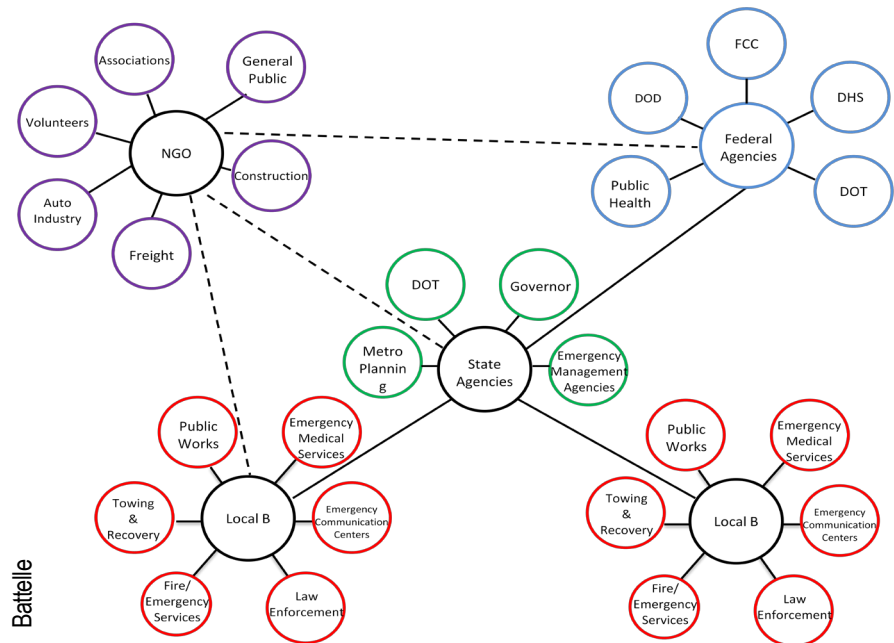 Associations
General
Public
Volunteers
NGO
Auto
Industry
Construction
Freight
FCC
DOD
DHS
Federal
Agencies
Public
Health
DOT
DOT
Governor
Metro
Plannin
g
State
Agencies
Emergency
Management
Agencies
Public
Works
Emergency
Medical
Services
Towing
&
Recovery
Local B
Emergency
Communication
Centers
Fire/
Emergency
Services
Law
Enforcement
Public
Works
Emergency
Medical
Services
Towing
&
Recovery
Local B
Emergency
Communication
Centers
Fire/
Emergency
Services
Law
Enforcement
Battelle